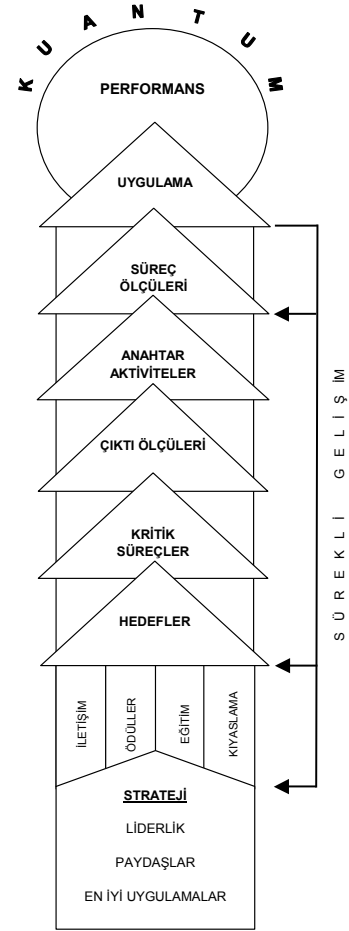 KUANTUM
PERFORMANS
UYGULAMA
SÜREÇ
ÖLÇÜLERİ
ANAHTAR
AKTİVİTELER
ÇIKTI ÖLÇÜLERİ
KRİTİK
SÜREÇLER
HEDEFLER
SÜREKLİ GELİŞİM
İLETİŞİM
ÖDÜLLER
EĞİTİM
KIYASLAMA
STRATEJİ
LİDERLİK
PAYDAŞLAR
EN İYİ UYGULAMALAR